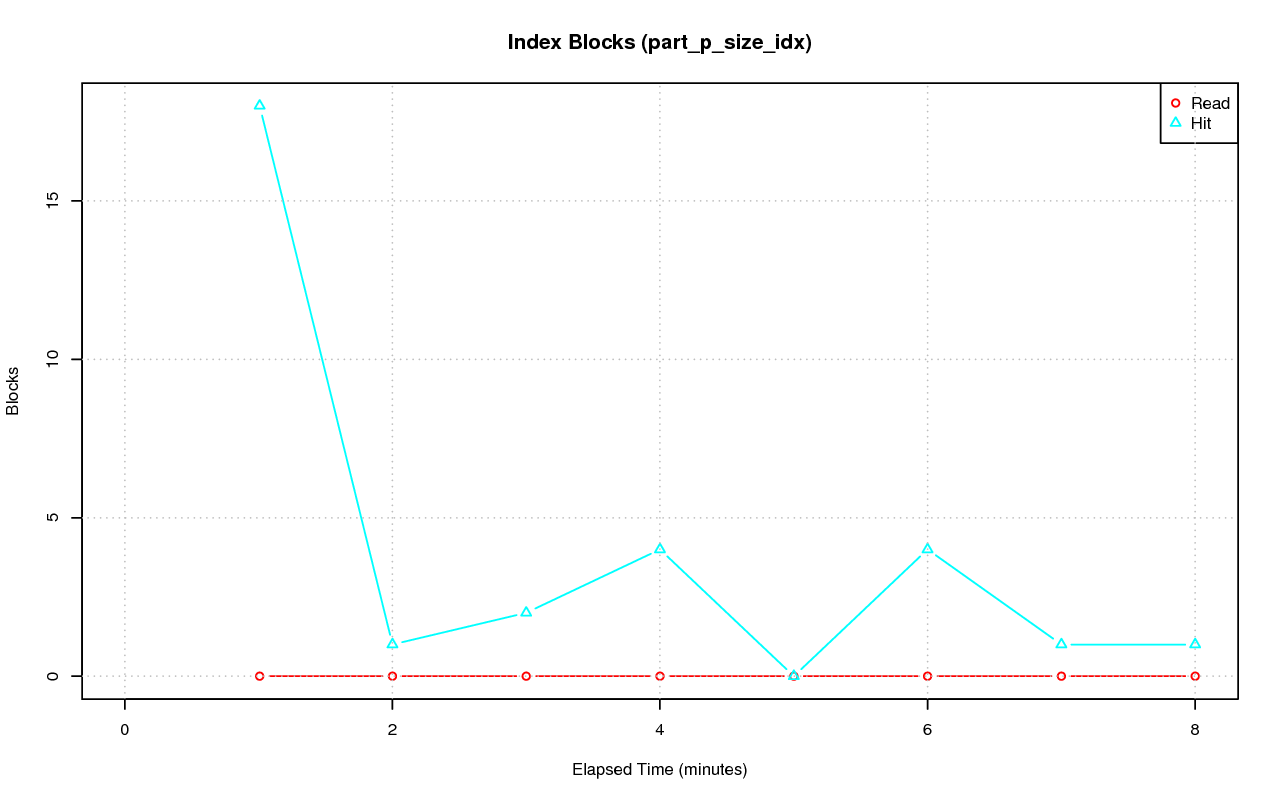 Index Blocks (part_p_size_idx)
Read
Hit
15
10
5
0
Blocks
0 2 4 6 8
Elapsed Time (minutes)